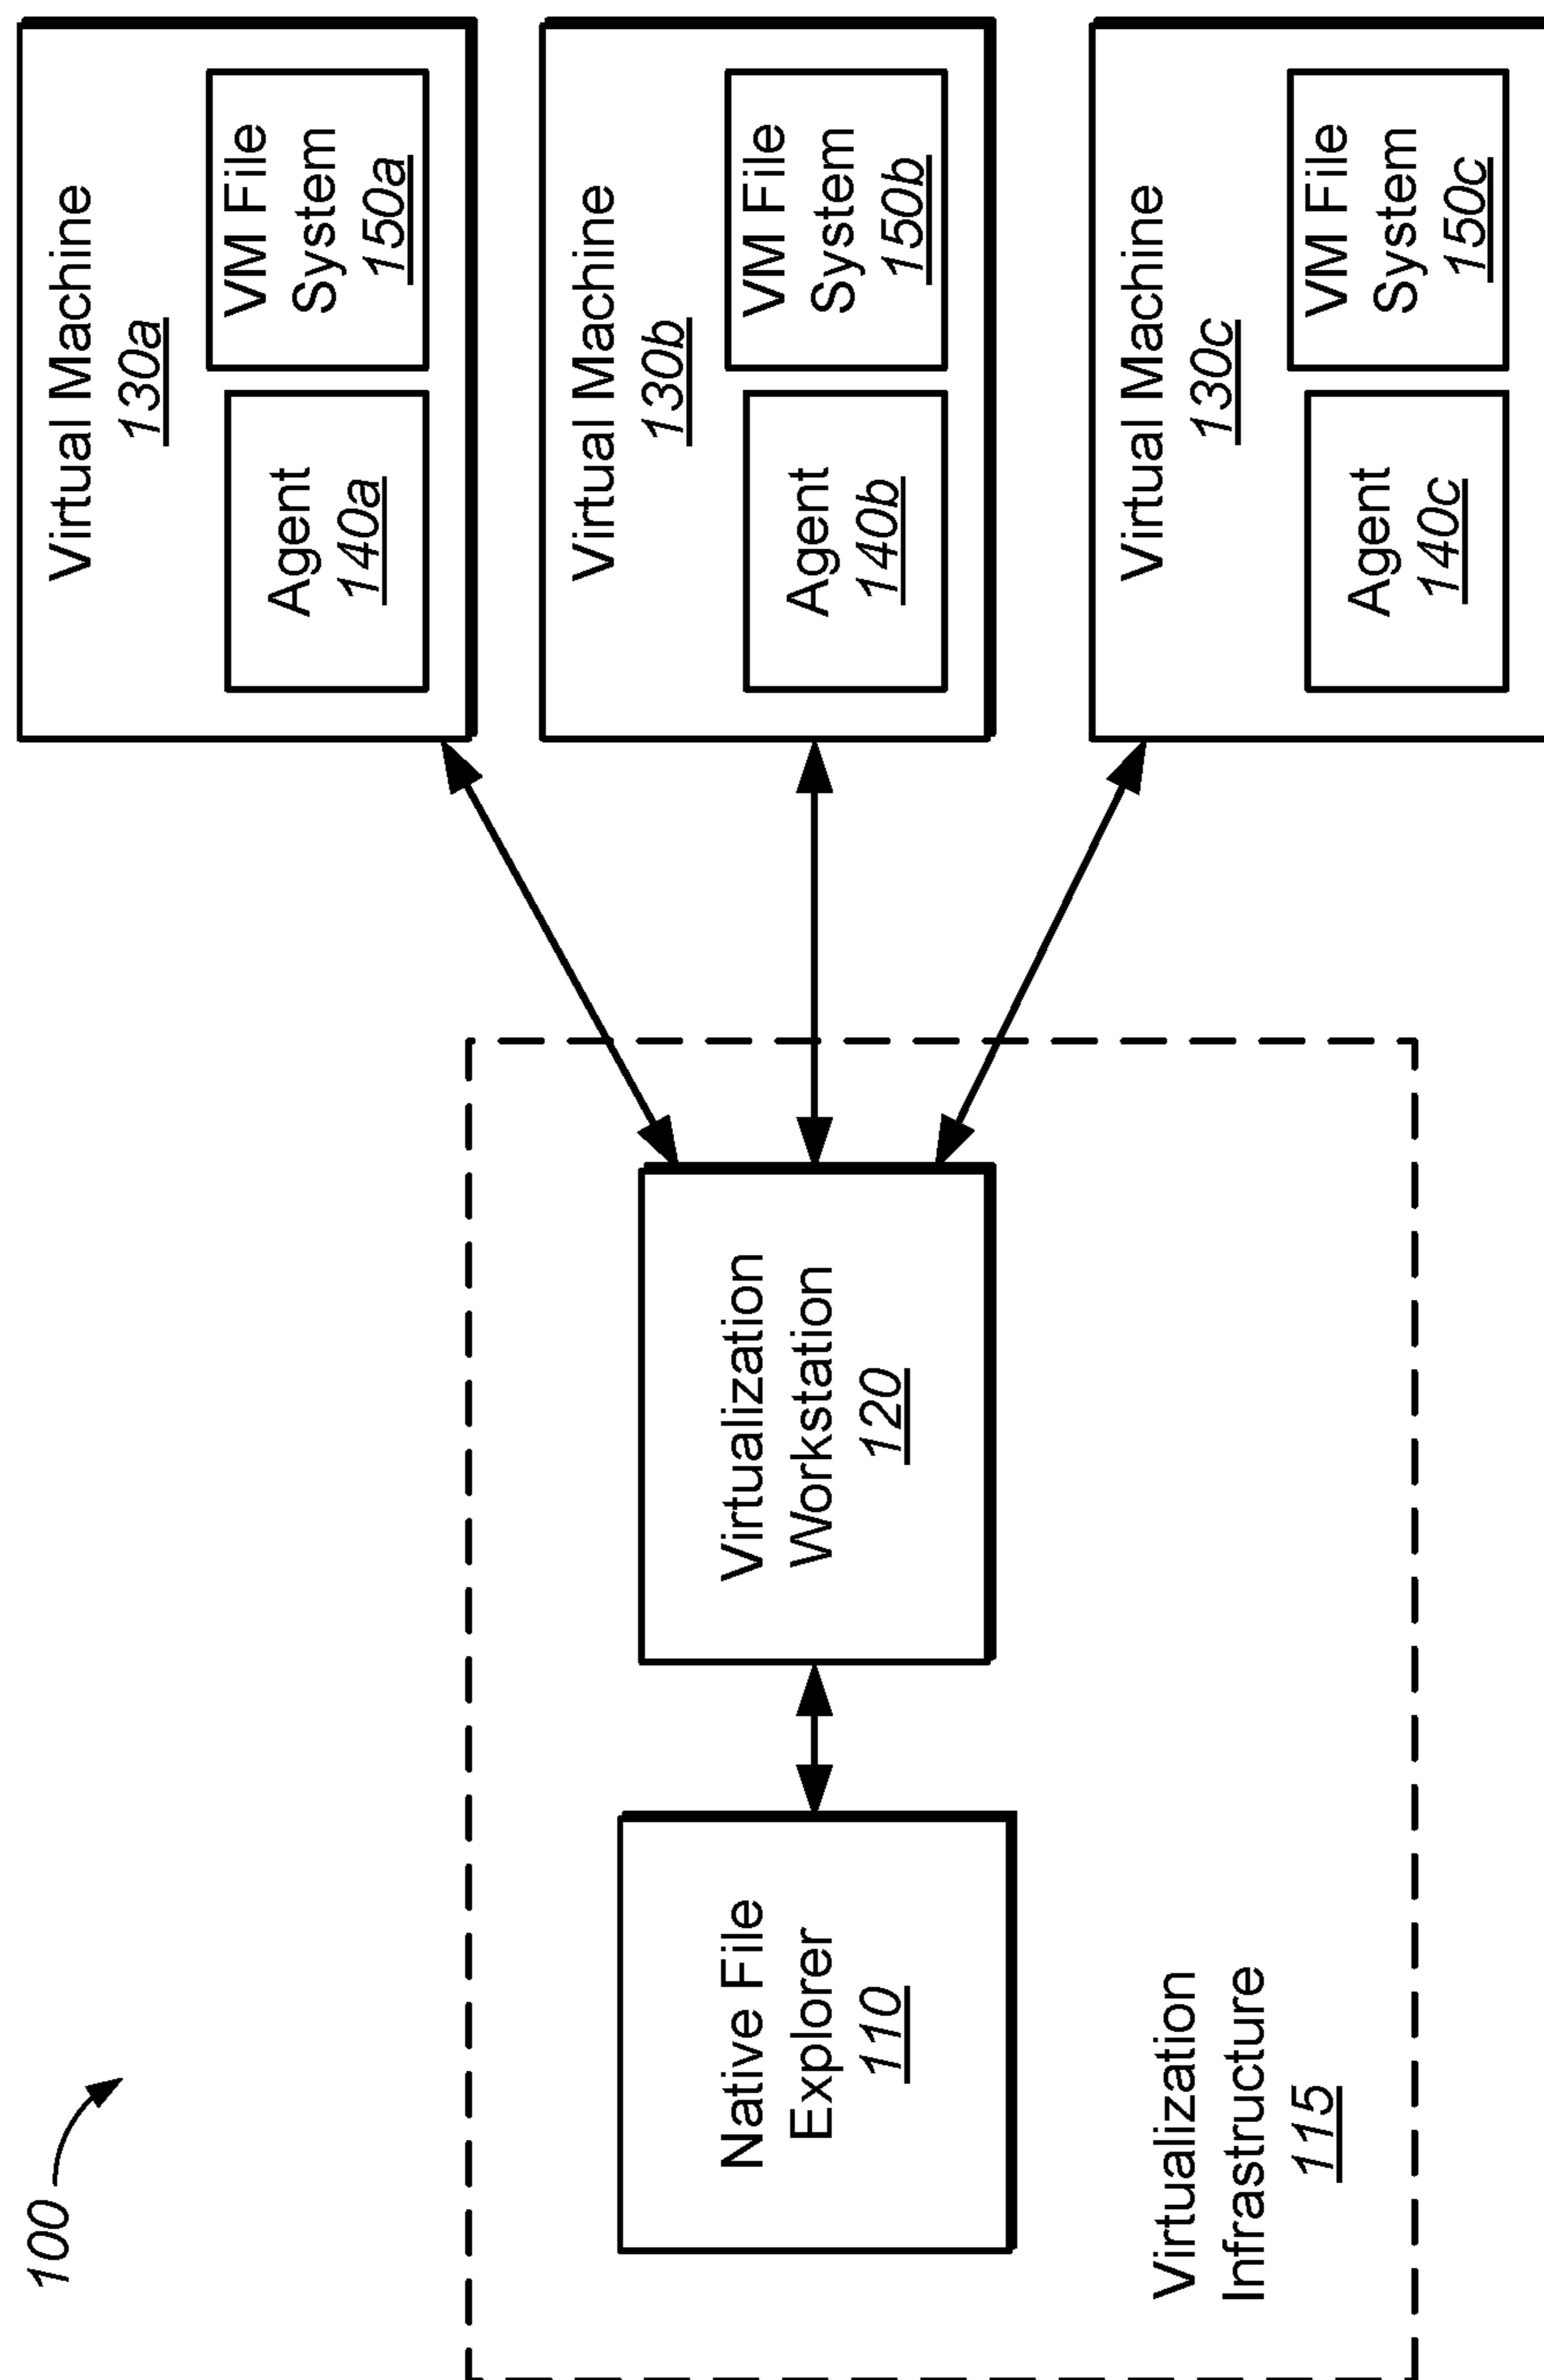 100
Native File
Explorer
110
Virtualization
Workstation
120
Virtualization
Infrastructure
115
Virtual Machine
130a
Agent
140a
VM File
System
150a
Virtual Machine
130b
Agent
140b
VM File
System
150b
Virtual Machine
130c
Agent
140c
VM File
System
150c